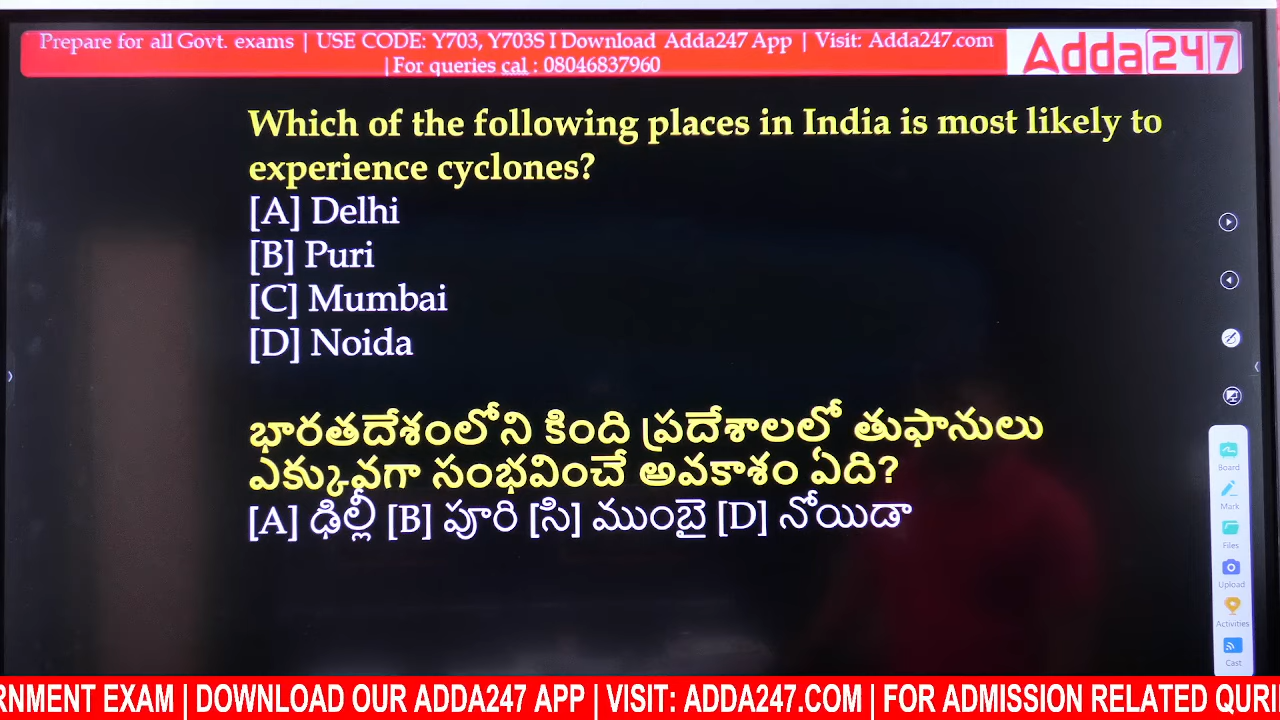 Prepare for all Govt. exams | USE CODE: Y703, Y703S I Download Adda247 App | Visit: Adda247.com
|For queries cal : 08046837960
Adda247
Which of the following places in India is most likely to
experience cyclones?
[A] Delhi
[B] Puri
[C] Mumbai
[D] Noida
భారతదేశంలోని కింది ప్రదేశాలలో తుఫానులు
ఎక్కువగా సంభవించే అవకాశం ఏది?
[A] ఢిల్లీ [B] పూరి [సి] ముంబై [D] నోయిడా
Board
Mark
Files
Upload
Activities
Cast
RNMENT EXAM | DOWNLOAD OUR ADDA247 APP | VISIT: ADDA247.COM | FOR ADMISSION RELATED QURI